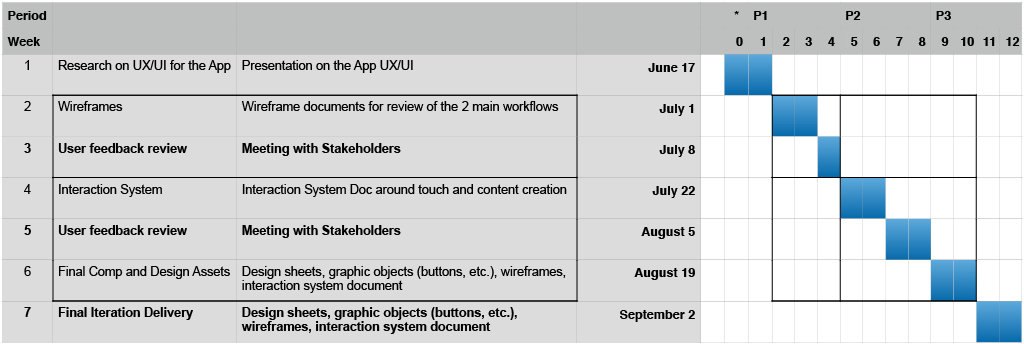 Period * P1 P2 P3
Week 0 1 2 3 4 5 6 7 8 9 10 11 12
1 Research on UX/UI for the App Presentation on the App UX/UI June 17
2 Wireframes Wireframe documents for review of the 2 main workflows July 1
3 User feedback review Meeting with Stakeholders July 8
4 Interaction System Interaction System Doc around touch and content creation July 22
5 User feedback review Meeting with Stakeholders August 5
6 Final Comp and Design Assets Design sheets, graphic objects (buttons, etc.), wireframes, August 19
interaction system document
7 Final Iteration Delivery Design sheets, graphic objects (buttons, etc.), September 2
wireframes, interaction system document